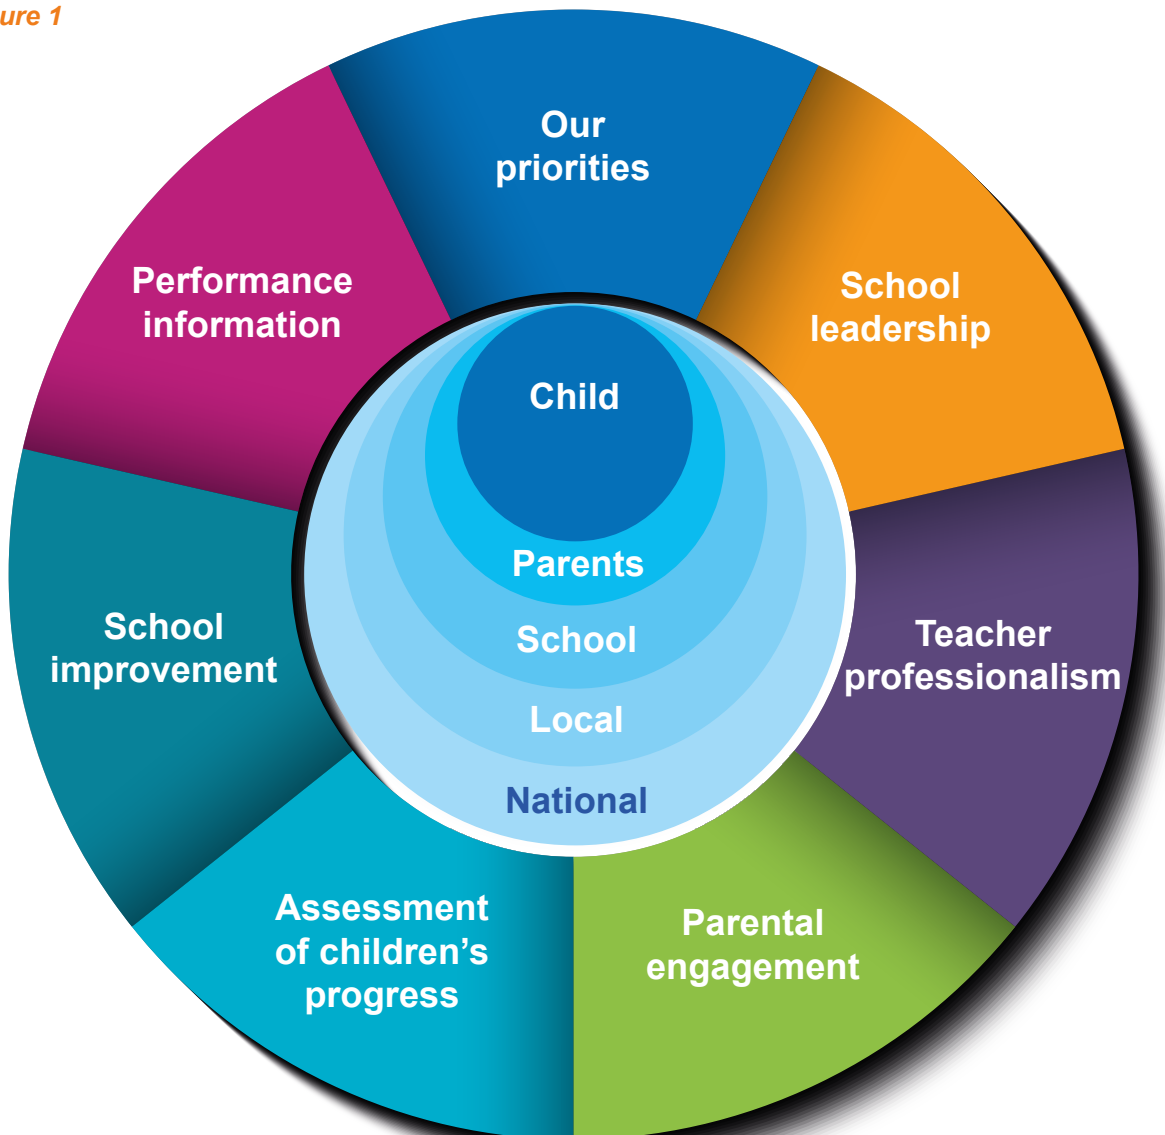 ure 1
Our
priorities
School
leadership
Teacher
professionalism
Parental
engagement
Assessment
of children’s
progress
School
improvement
Performance
information
Child
Parents
School
Local
National